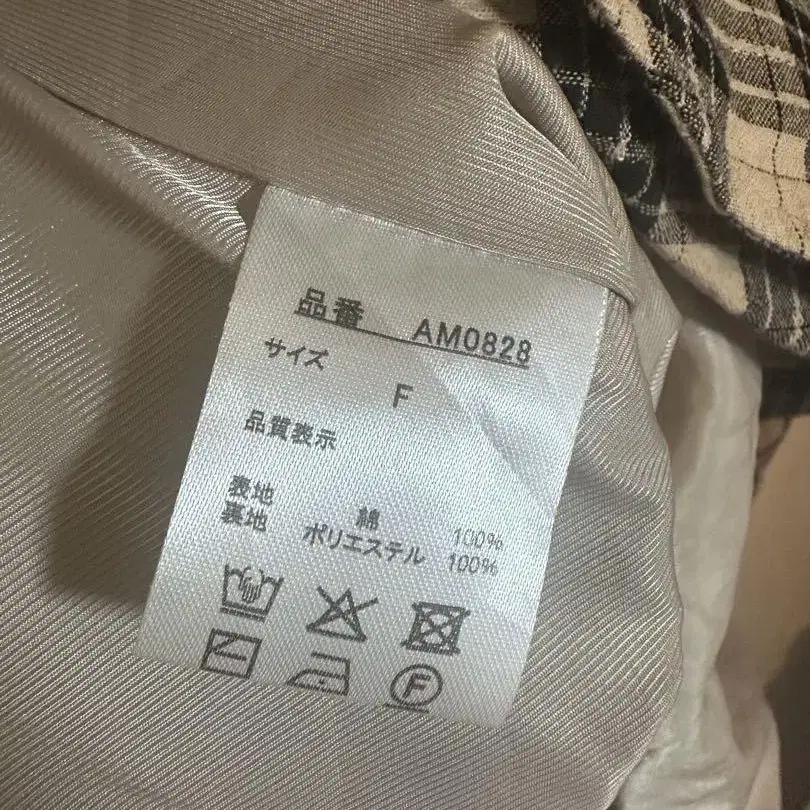 品番 AM0828
サイズ
F
品質表示
表地 綿 100%
裏地 ポリエステル 100%
F